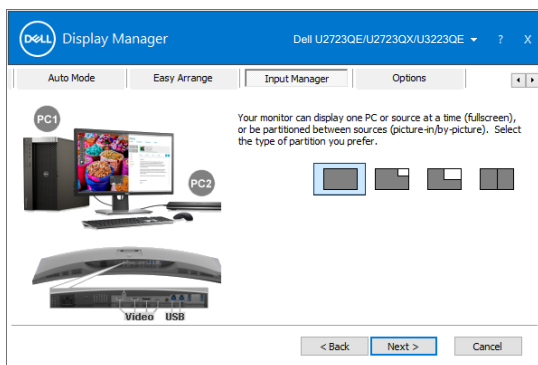 DELL Display Manager
Dell U2723QE/U2723QX/U3223QE
? X
Auto Mode
Easy Arrange
Input Manager
Options
PC1
Your monitor can display one PC or source at a time (fullscreen),
or be partitioned between sources (picture-in/by-picture). Select
the type of partition you prefer.
PC2
Video USB
< Back
Next >
Cancel